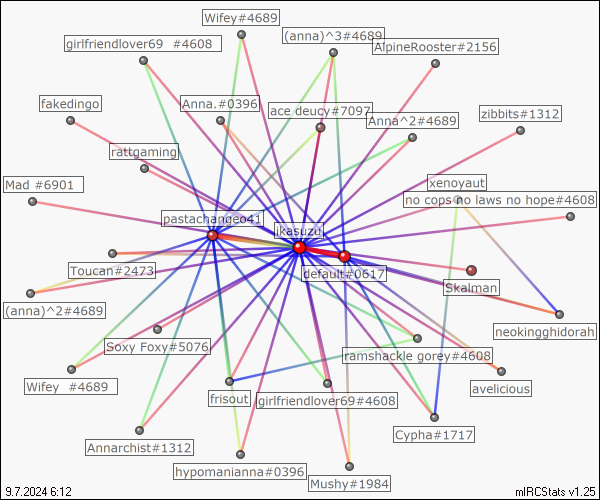 Wifey#4689
(anna)^3#4689
girlfriendlover69 #4608
AlpineRooster#2156
fakedingo
Anna.#0396
ace deucy#7097
Anna^2#4689
zibbits#1312
rattgaming
Mad #6901
xenoyaut
no cops no laws no hope#4608
pastachangeo41
ikasuzu
Toucan#2473
default#0617
Skalman
(anna)^2#4689
neokingghidorah
Soxy Foxy#5076
ramshackle gorey#4608
Wifey #4689
avelicious
frisout
girlfriendlover69#4608
Cypha#1717
Annarchist#1312
hypomanianna#0396
Mushy#1984
9.7.2024 6:12
mIRCStats v1.25